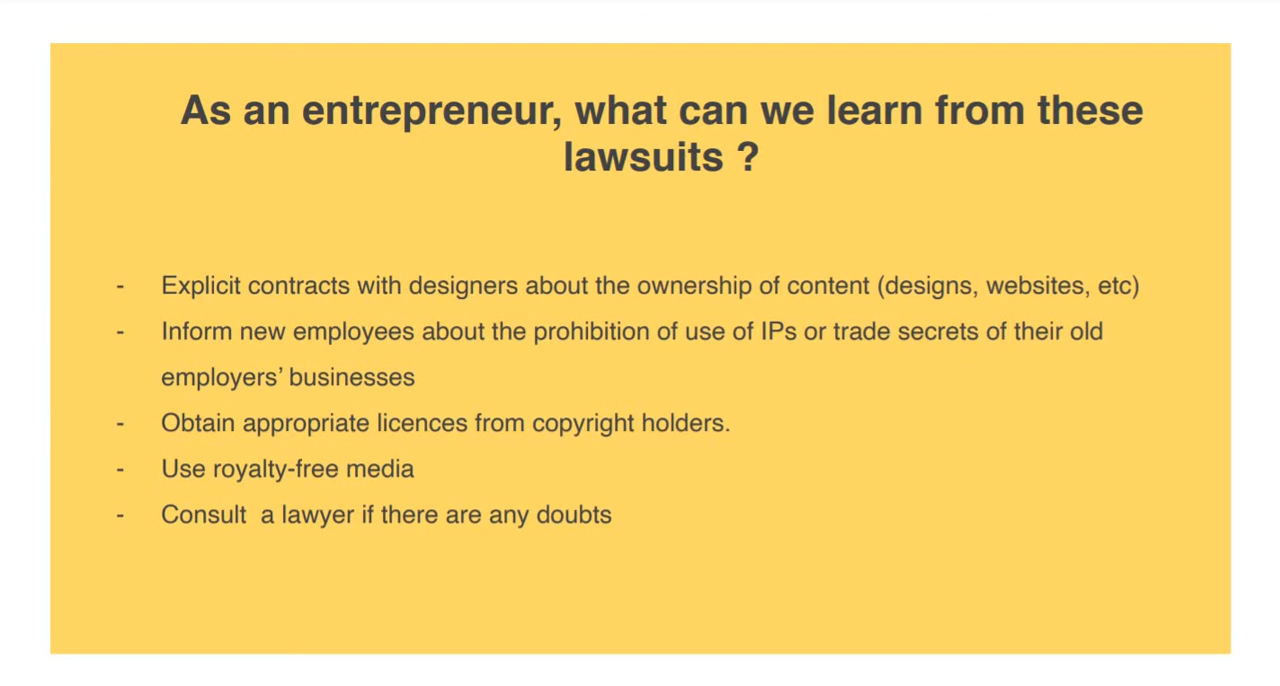 As an entrepreneur, what can we learn from these
lawsuits ?
- Explicit contracts with designers about the ownership of content (designs, websites, etc)
- Inform new employees about the prohibition of use of IPs or trade secrets of their old
employers’ businesses
- Obtain appropriate licences from copyright holders.
- Use royalty-free media
- Consult  a lawyer if there are any doubts